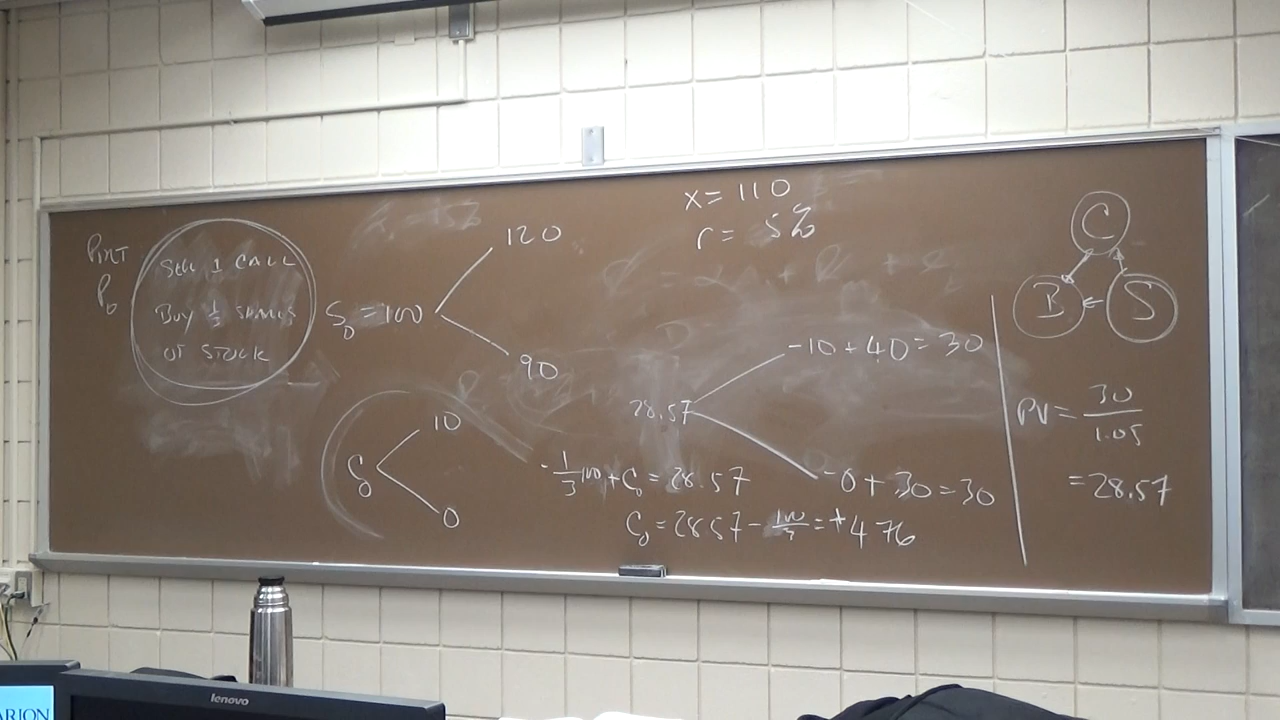 X = 110
r = 5%
Port
P0
Sell 1 CALL
Buy 1/3 SHARES
OF STOCK
S0 = 100
120
90
C
B
S
C0
10
0
28.57
-10 + 40 = 30
-0 + 30 = 30
-1/3 100 + C0 = 28.57
C0 = 28.57 - 100/3 = +4.76
PV = 30/1.05
= 28.57
lenovo
ARION